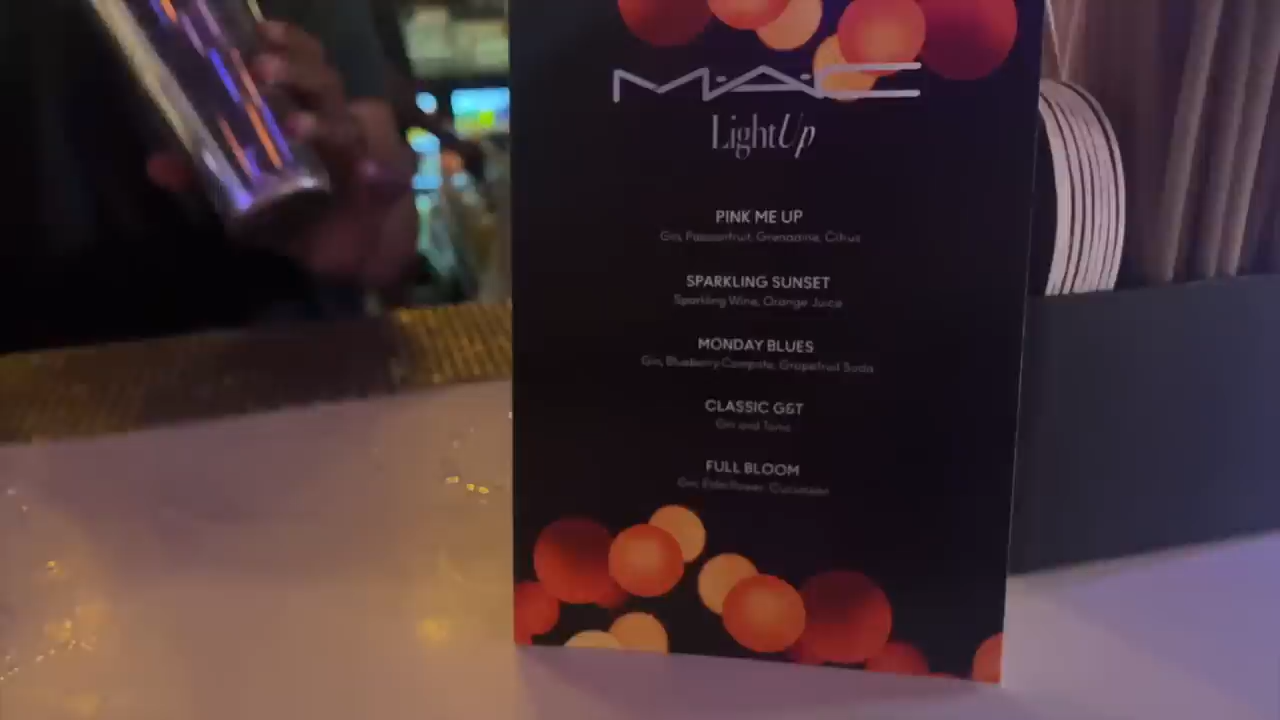 MAC
LightUp
PINK ME UP
Gin, Passionfruit, Grenadine, Citrus
SPARKLING SUNSET
Sparkling Wine, Orange Juice
MONDAY BLUES
Gin, Blueberry Compote, Grapefruit Soda
CLASSIC G&T
Gin and Tonic
FULL BLOOM
Gin, Elderflower, Cucumber